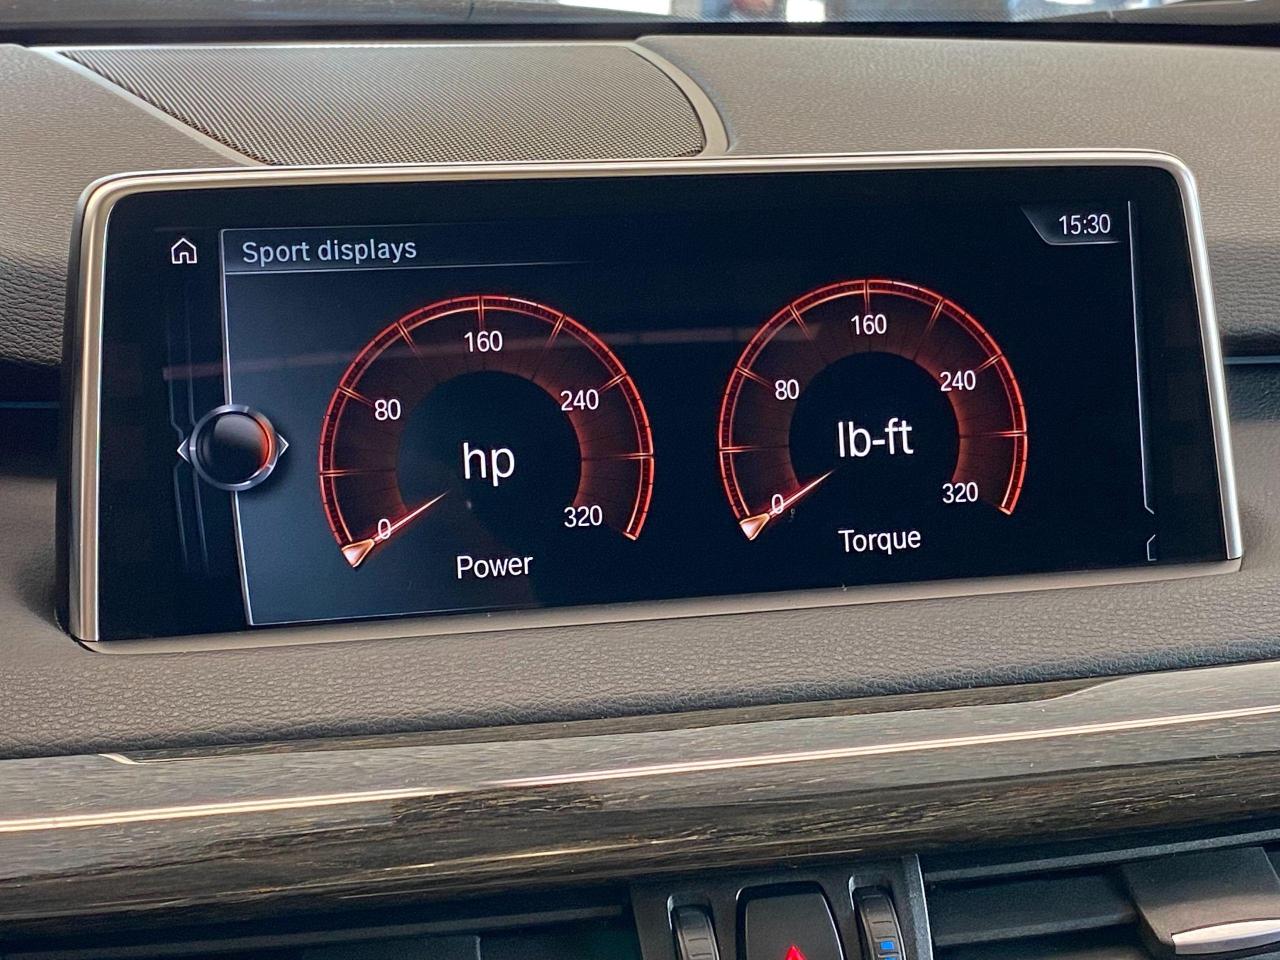 Sport displays
15:30
0
80
160
240
320
hp
Power
0
80
160
240
320
lb-ft
Torque